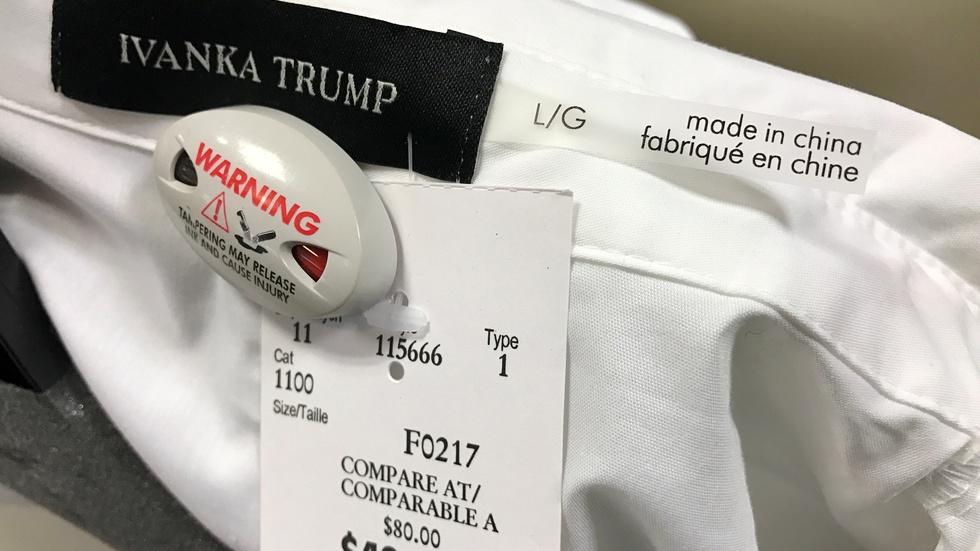 IVANKA TRUMP
L/G
made in china
fabriqué en chine
WARNING
TAMPERING MAY RELEASE
INK AND CAUSE INJURY
11
115666
Type
1
Cat
1100
Size/Taille
F0217
COMPARE AT/
COMPARABLE A
$80.00